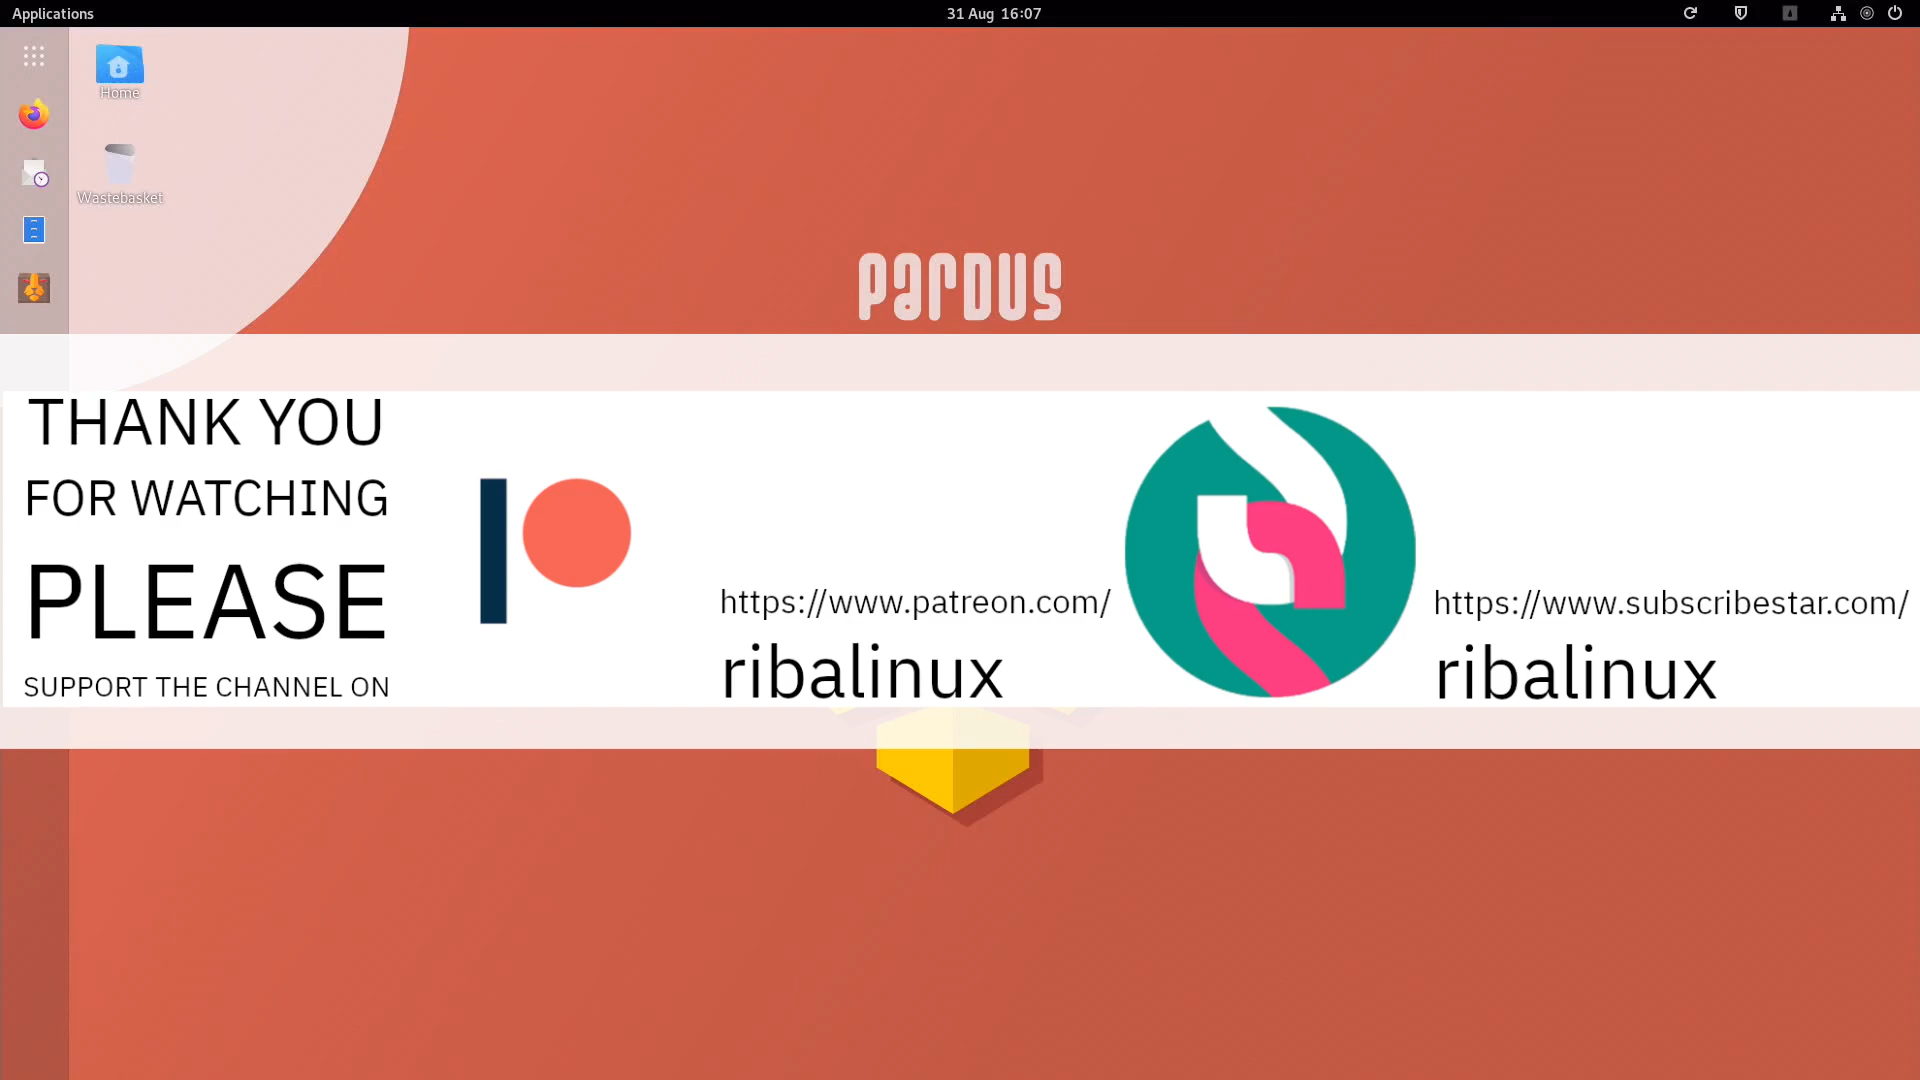 Applications
31 Aug 16:07
Home
Wastebasket
PARDUS
THANK YOU
FOR WATCHING
PLEASE
SUPPORT THE CHANNEL ON
https://www.patreon.com/
ribalinux
https://www.subscribestar.com/
ribalinux